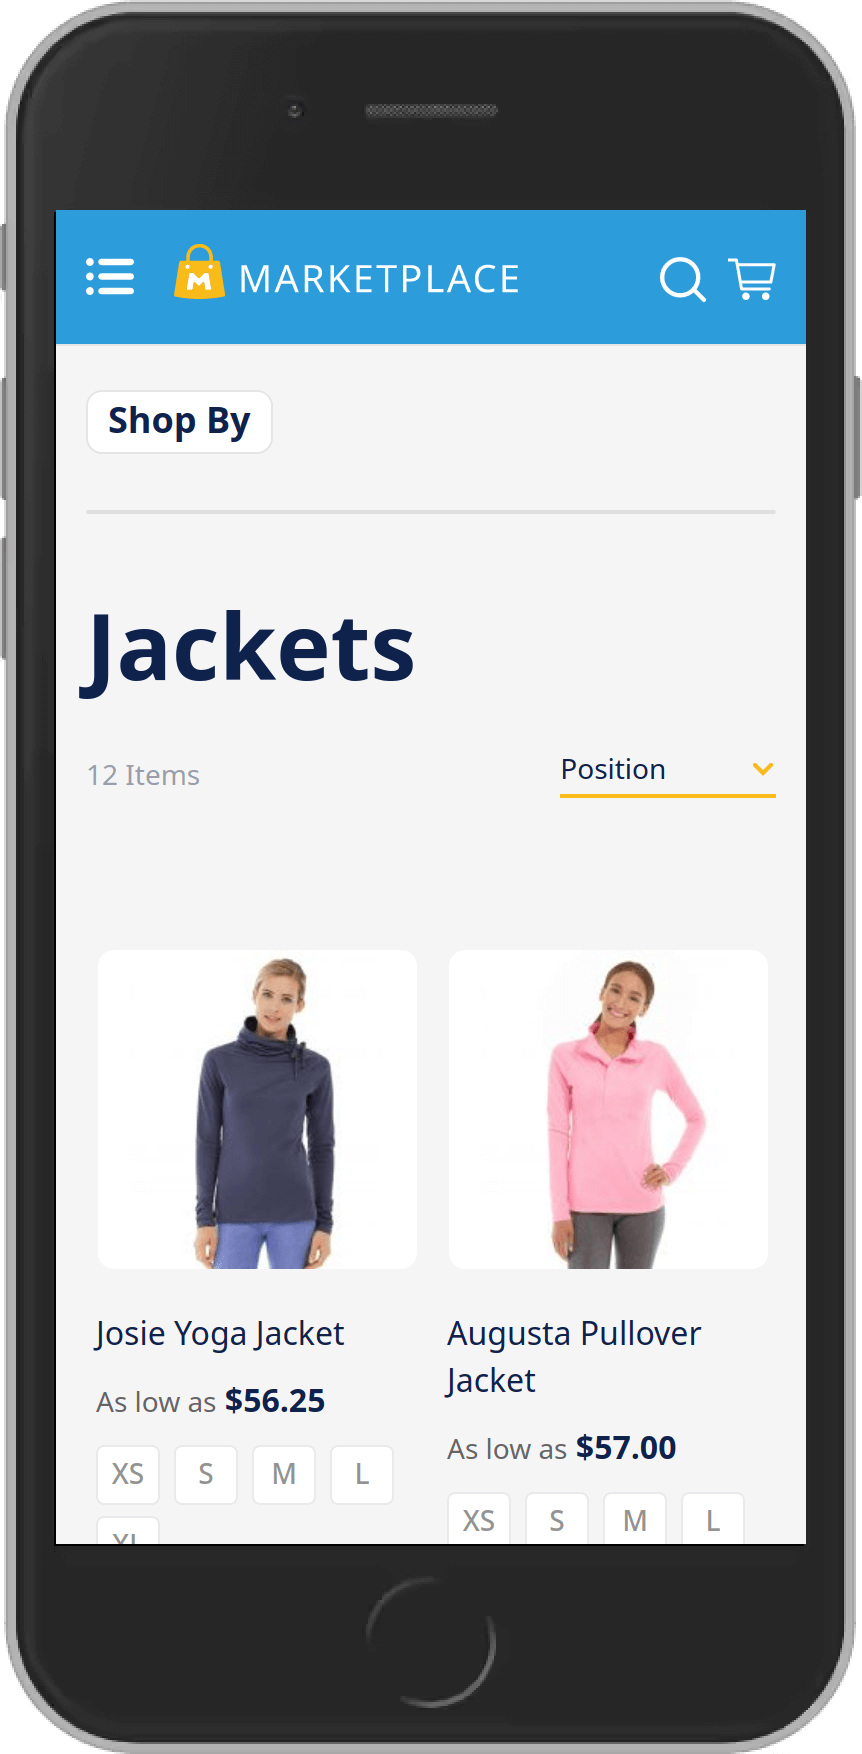 MARKETPLACE
Shop By
Jackets
12 Items
Position
Josie Yoga Jacket
As low as $56.25
XS S M L
XL
Augusta Pullover
Jacket
As low as $57.00
XS S M L